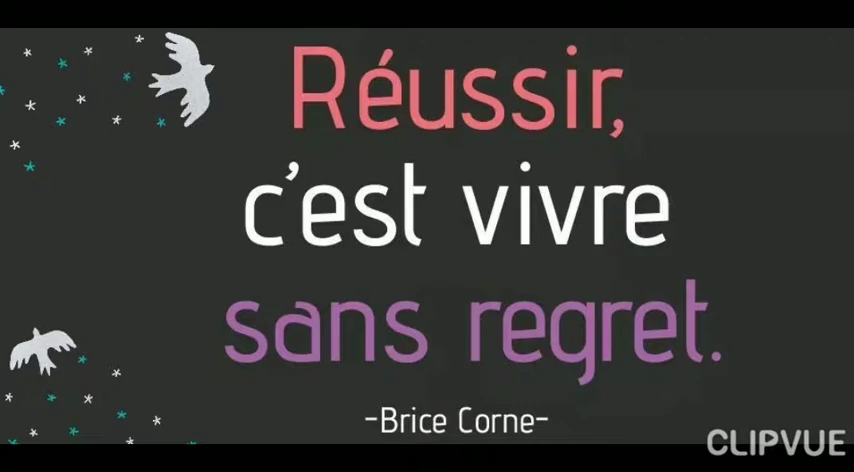 Réussir,
c'est vivre
sans regret.
-Brice Corne-
CLIPVUE